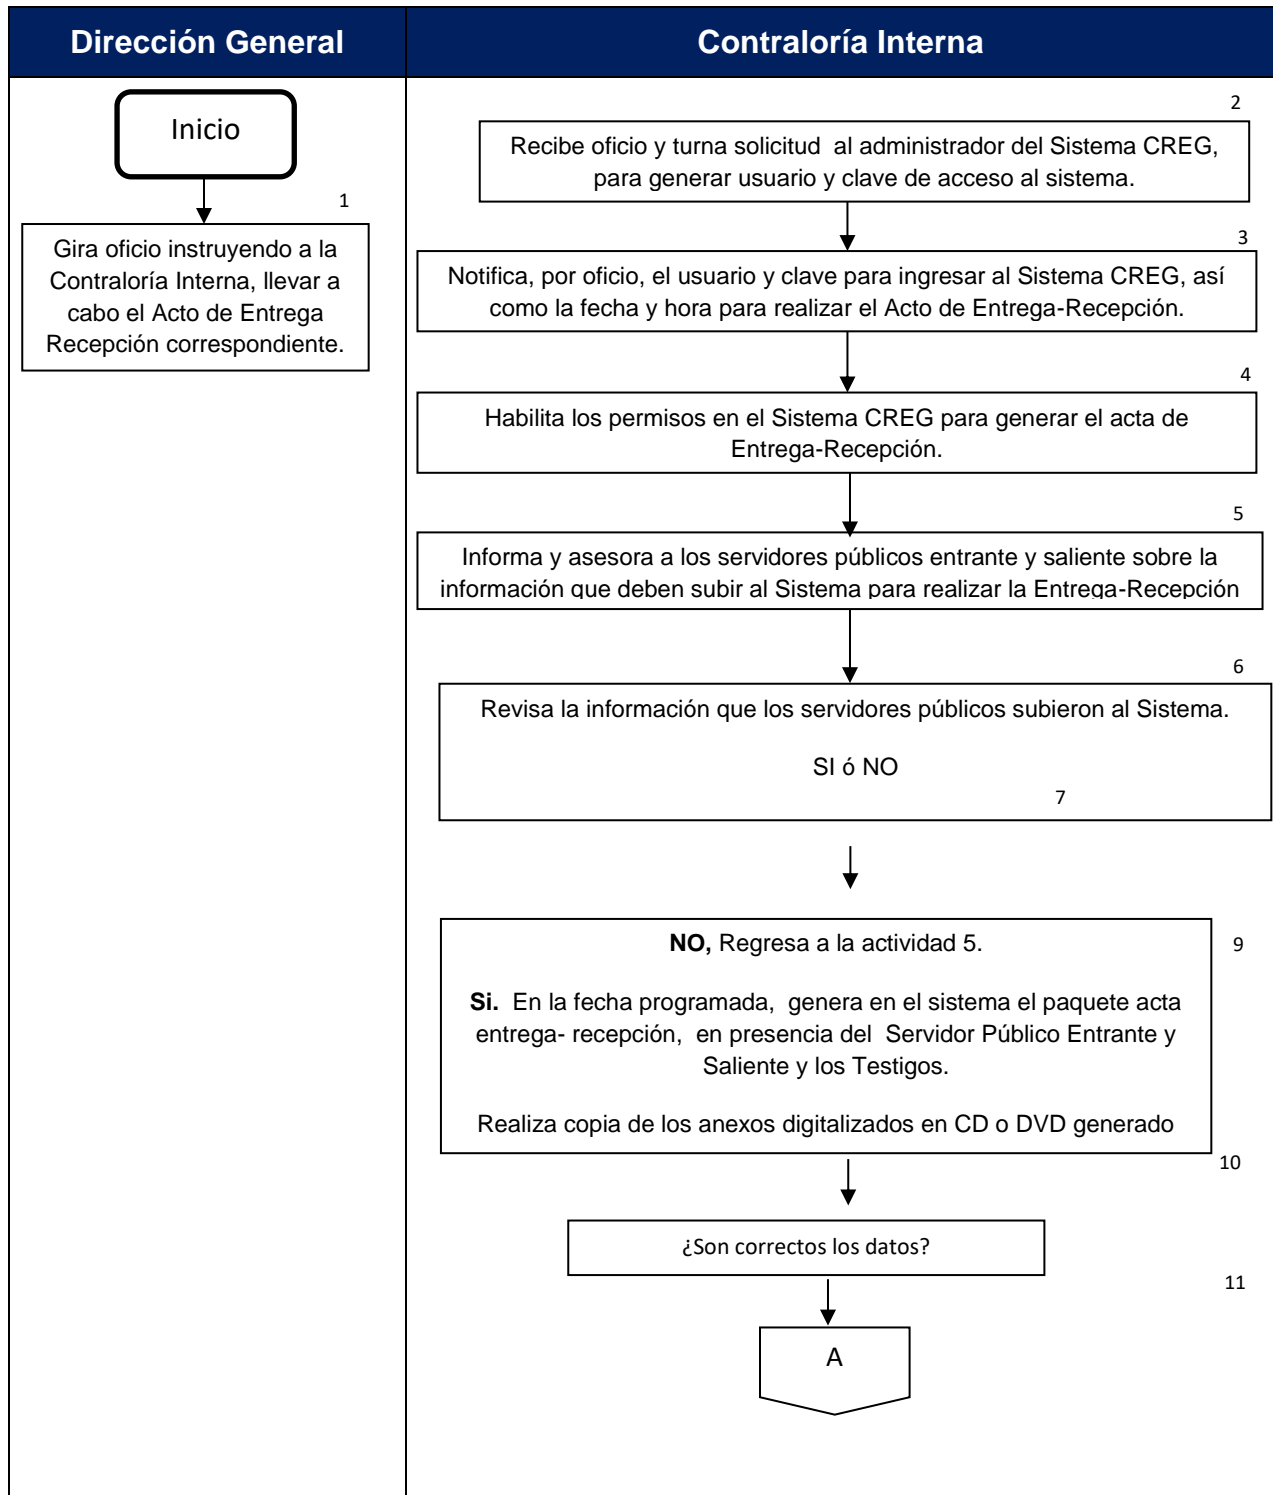 Dirección General
Contraloría Interna
Inicio
1
Gira oficio instruyendo a la
Contraloría Interna, llevar a
cabo el Acto de Entrega
Recepción correspondiente.
2
Recibe oficio y turna solicitud al administrador del Sistema CREG,
para generar usuario y clave de acceso al sistema.
3
Notifica, por oficio, el usuario y clave para ingresar al Sistema CREG, así
como la fecha y hora para realizar el Acto de Entrega-Recepción.
4
Habilita los permisos en el Sistema CREG para generar el acta de
Entrega-Recepción.
5
Informa y asesora a los servidores públicos entrante y saliente sobre la
información que deben subir al Sistema para realizar la Entrega-Recepción
6
Revisa la información que los servidores públicos subieron al Sistema.
SI ó NO
7
NO, Regresa a la actividad 5.
9
Si. En la fecha programada, genera en el sistema el paquete acta
entrega- recepción, en presencia del Servidor Público Entrante y
Saliente y los Testigos.
Realiza copia de los anexos digitalizados en CD o DVD generado
10
¿Son correctos los datos?
11
A